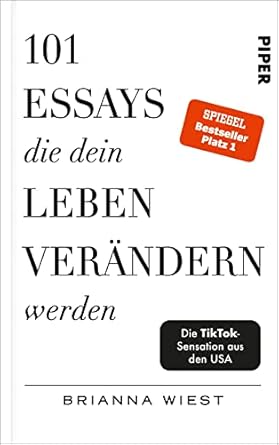 PIPER
101
ESSAYS
die dein
LEBEN
VERÄNDERN
werden
SPIEGEL
Bestseller
Platz 1
Die TikTok-
Sensation aus
den USA
BRIANNA WIEST